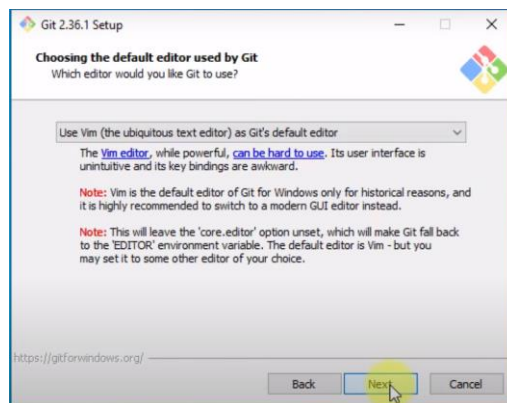 Git 2.36.1 Setup
Choosing the default editor used by Git
Which editor would you like Git to use?
Use Vim (the ubiquitous text editor) as Git's default editor
The Vim editor, while powerful, can be hard to use. Its user interface is
unintuitive and its key bindings are awkward.
Note: Vim is the default editor of Git for Windows only for historical reasons, and
it is highly recommended to switch to a modern GUI editor instead.
Note: This will leave the 'core.editor' option unset, which will make Git fall back
to the 'EDITOR' environment variable. The default editor is Vim - but you
may set it to some other editor of your choice.
https://gitforwindows.org/
Back Next Cancel